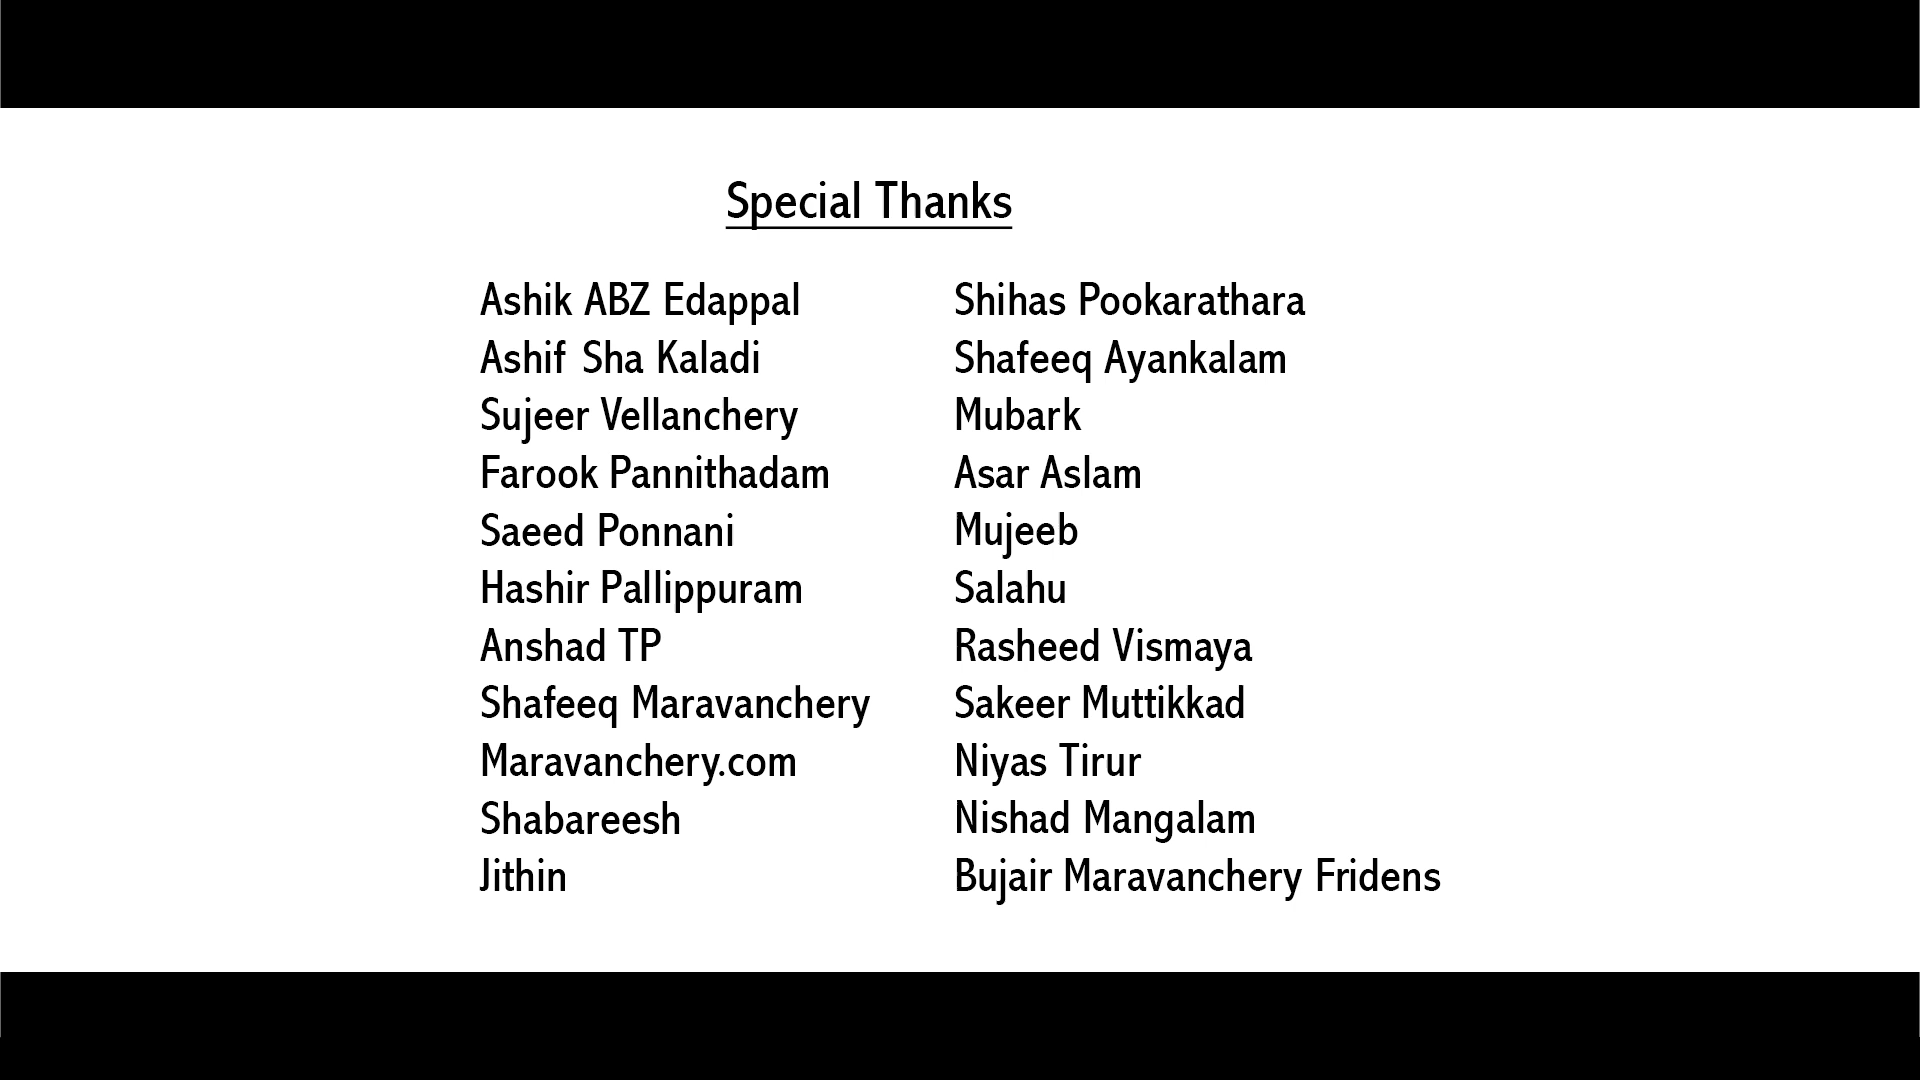 Special Thanks
Ashik ABZ Edappal
Ashif Sha Kaladi
Sujeer Vellanchery
Farook Pannithadam
Saeed Ponnani
Hashir Pallippuram
Anshad TP
Shafeeq Maravanchery
Maravanchery.com
Shabareesh
Jithin
Shihas Pookarathara
Shafeeq Ayankalam
Mubark
Asar Aslam
Mujeeb
Salahu
Rasheed Vismaya
Sakeer Muttikkad
Niyas Tirur
Nishad Mangalam
Bujair Maravanchery Fridens